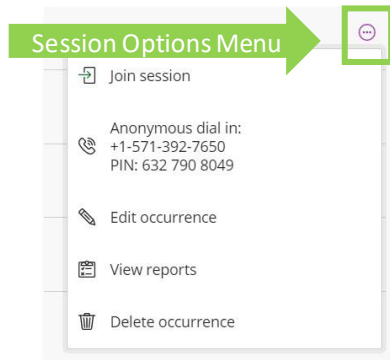 Session Options Menu
Join session
Anonymous dial in:
+1-571-392-7650
PIN: 632 790 8049
Edit occurrence
View reports
Delete occurrence